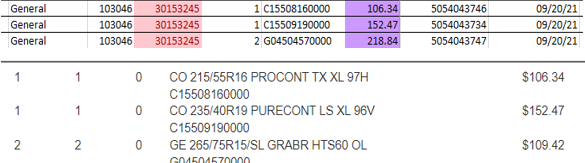 General 103046 30153245 1 C15508160000 106.34 5054043746 09/20/21
General 103046 30153245 1 C15509190000 152.47 5054043734 09/20/21
General 103046 30153245 2 G04504570000 218.84 5054043747 09/20/21
1 1 0 CO 215/55R16 PROCONT TX XL 97H $106.34
C15508160000
1 1 0 CO 235/40R19 PURECONT LS XL 96V $152.47
C15509190000
2 2 0 GE 265/75R15/SL GRABR HTS60 OL $109.42
G04504570000